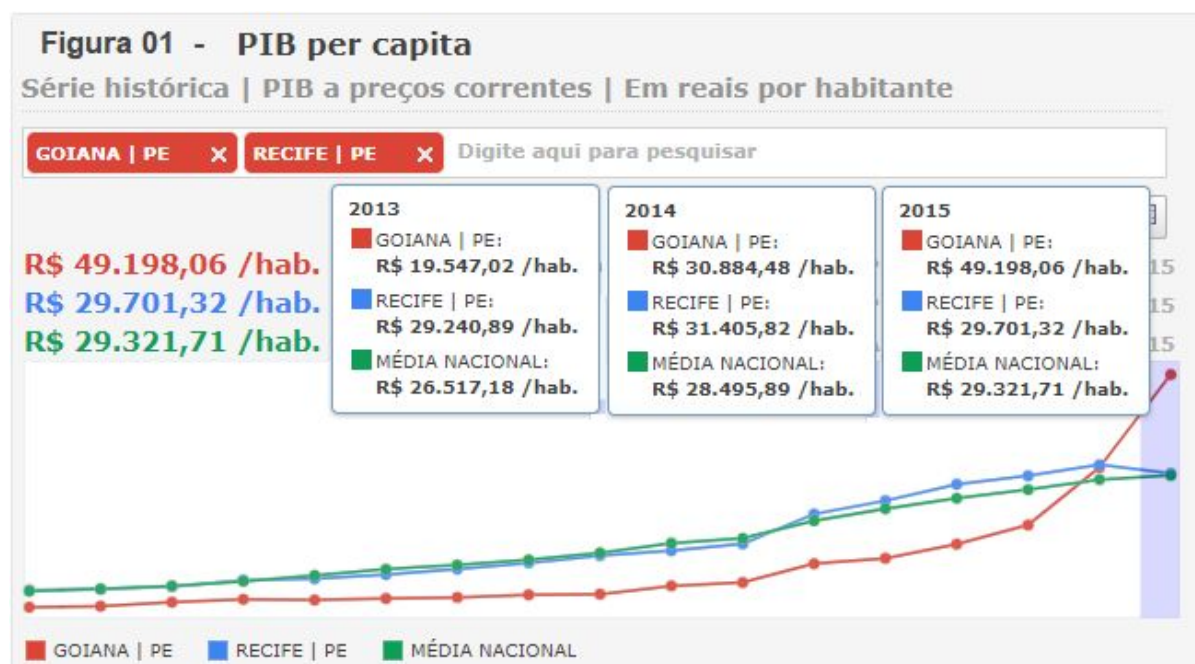 Figura 01 - PIB per capita
Série histórica | PIB a preços correntes | Em reais por habitante
GOIANA | PE X RECIFE | PE X Digite aqui para pesquisar
R$ 49.198,06 /hab.
R$ 29.701,32 /hab.
R$ 29.321,71 /hab.
2013
GOIANA | PE:
R$ 19.547,02 /hab.
RECIFE | PE:
R$ 29.240,89 /hab.
MÉDIA NACIONAL:
R$ 26.517,18 /hab.
2014
GOIANA | PE:
R$ 30.884,48 /hab.
RECIFE | PE:
R$ 31.405,82 /hab.
MÉDIA NACIONAL:
R$ 28.495,89 /hab.
2015
GOIANA | PE:
R$ 49.198,06 /hab.
RECIFE | PE:
R$ 29.701,32 /hab.
MÉDIA NACIONAL:
R$ 29.321,71 /hab.
15
15
15
GOIANA | PE RECIFE | PE MÉDIA NACIONAL